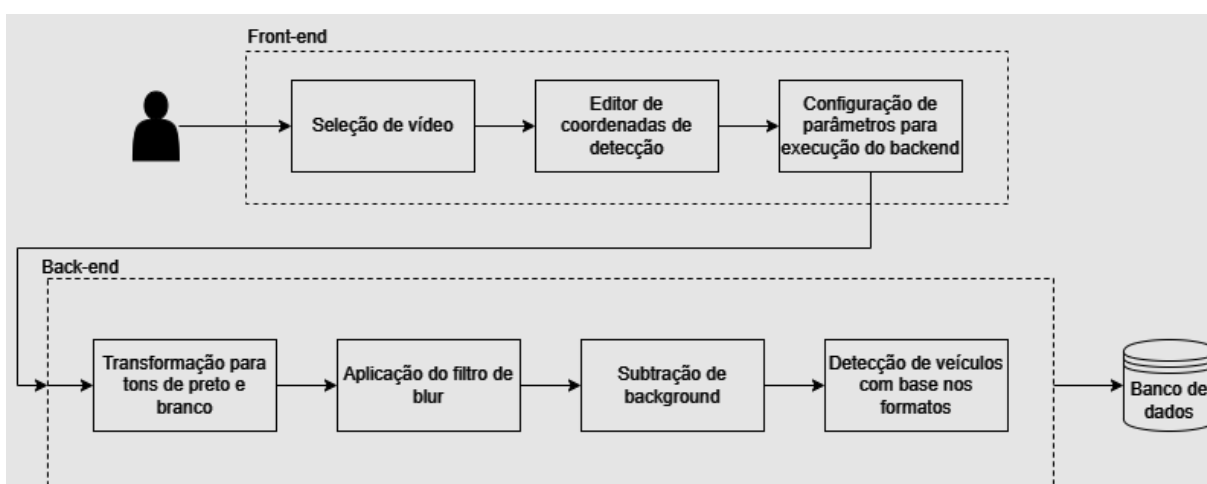 Front-end
Seleção de vídeo
Editor de
coordenadas de
detecção
Configuração de
parâmetros para
execução do backend
Back-end
Transformação para
tons de preto e
branco
Aplicação do filtro de
blur
Subtração de
background
Detecção de veículos
com base nos
formatos
Banco de
dados